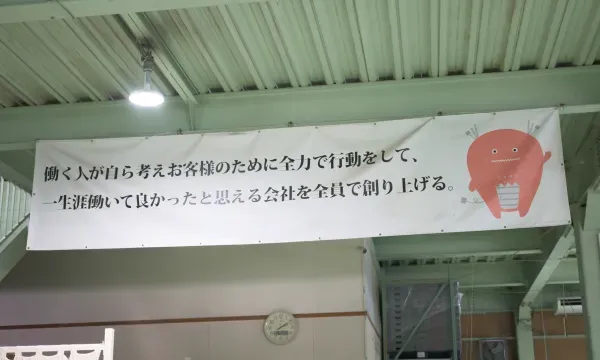 働く人が自ら考えお客様のために全力で行動をして、
一生涯働いて良かったと思える会社を全員で創り上げる。